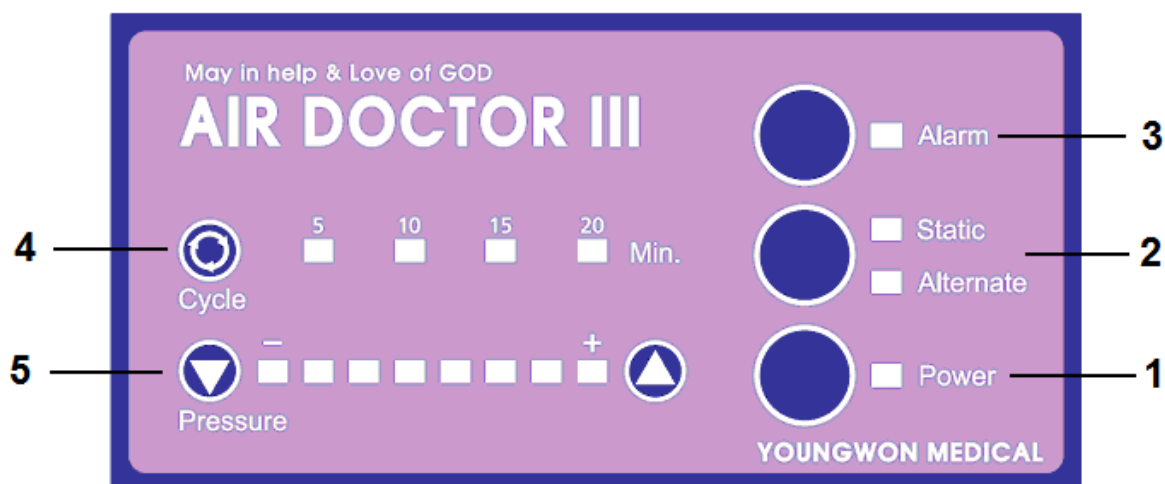 May in help & Love of GOD
AIR DOCTOR III
3
Alarm
4
5 10 15 20
Min.
Cycle
2
Static
Alternate
5
- +
Pressure
1
Power
YOUNGWON MEDICAL